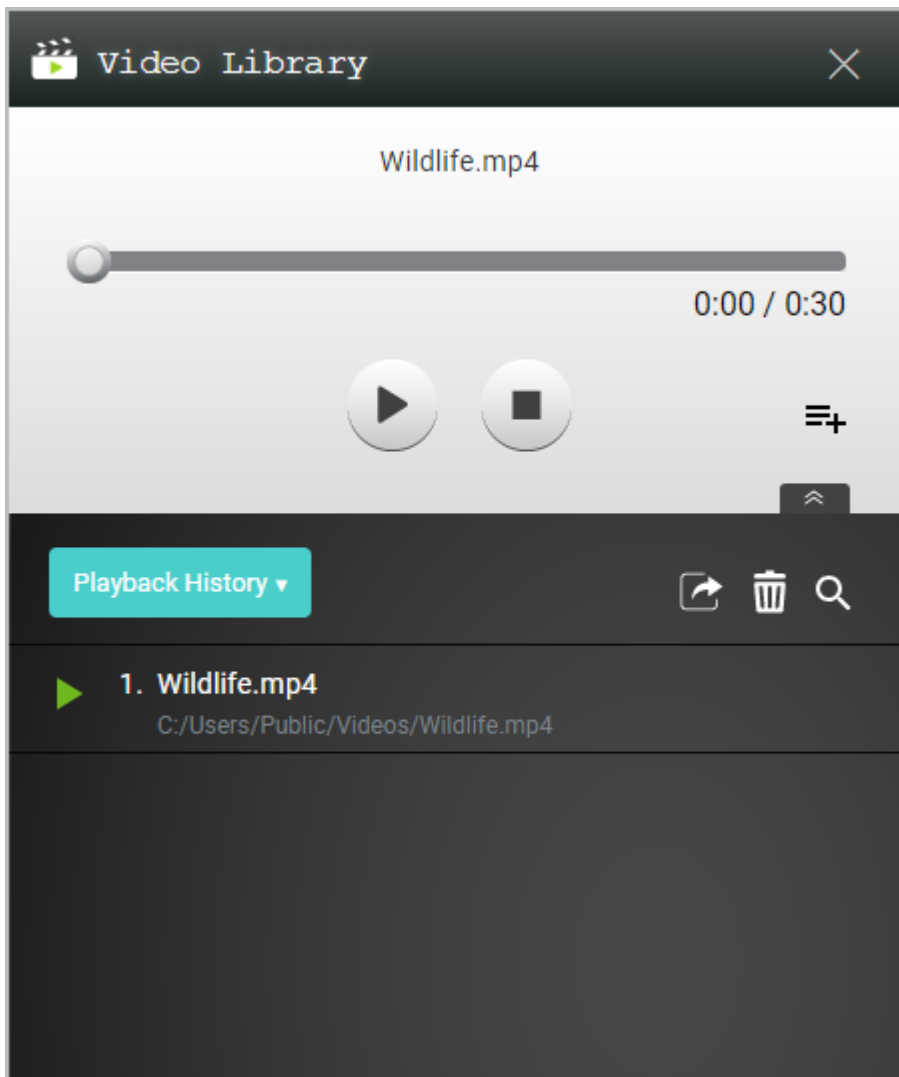 Video Library
Wildlife.mp4
0:00 / 0:30
Playback History ▾
1. Wildlife.mp4
C:/Users/Public/Videos/Wildlife.mp4